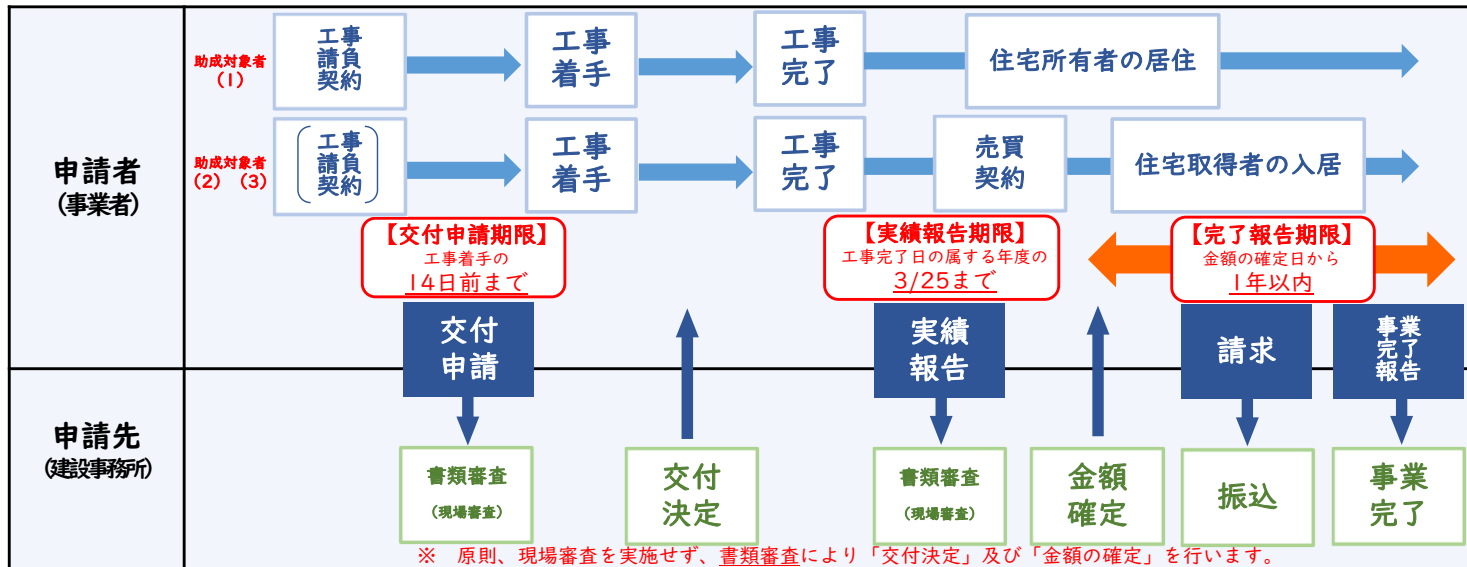 申請者
(事業者)
助成対象者
(1)
工事
請負
契約
工事
着手
工事
完了
住宅所有者の居住
助成対象者
(2) (3)
工事
請負
契約
工事
着手
工事
完了
売買
契約
住宅取得者の入居
【交付申請期限】
工事着手の
14日前まで
【実績報告期限】
工事完了日の属する年度の
3/25まで
【完了報告期限】
金額の確定日から
1年以内
交付
申請
実績
報告
請求
事業
完了
報告
申請先
(建設事務所)
書類審査
(現場審査)
交付
決定
書類審査
(現場審査)
金額
確定
振込
事業
完了
※ 原則、現場審査を実施せず、書類審査により「交付決定」及び「金額の確定」を行います。